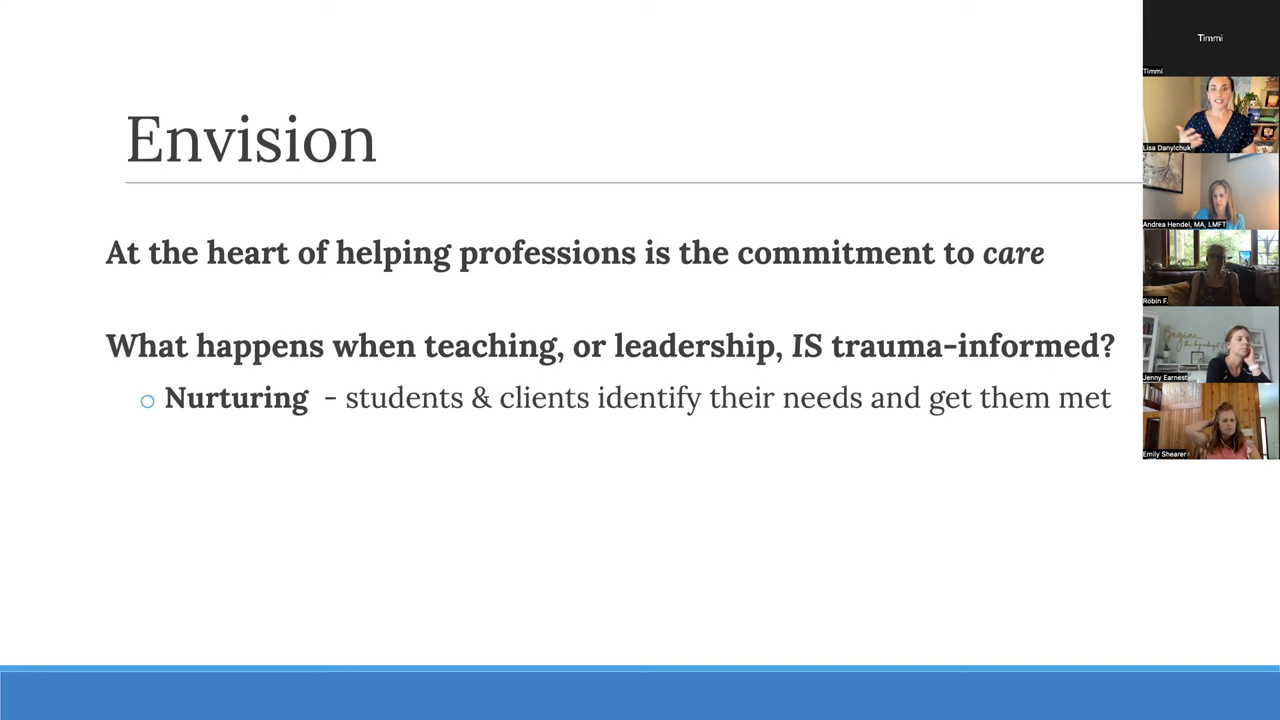 Envision
At the heart of helping professions is the commitment to care
What happens when teaching, or leadership, IS trauma-informed?
Nurturing - students & clients identify their needs and get them met
Timmi
Timmi
Lisa Danylchuk
Andrea Hendel, MA, LMFT
Robin F.
Begin
Jenny Earnest
Emily Shearer